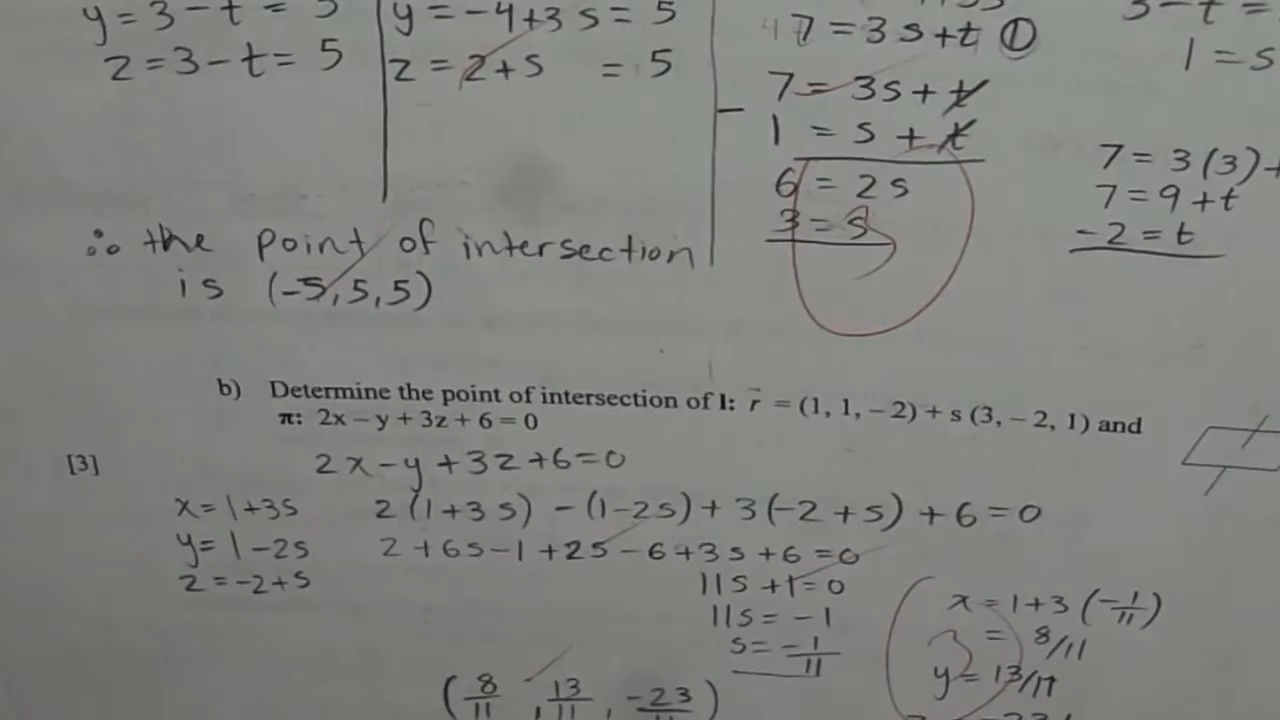 y = 3 - t = 5
z = 3 - t = 5
y = -4 + 3s = 5
z = 2 + s = 5
7 = 3s + t ①
7 = 3s + t
- 1 = s + t
6 = 2s
3 = s
3 - t =
1 = s
7 = 3(3) +
7 = 9 + t
-2 = t
∴ the point of intersection
is (-5, 5, 5)
b) Determine the point of intersection of l: r⃗ = (1, 1, -2) + s (3, -2, 1) and
π: 2x - y + 3z + 6 = 0
[3]
2x - y + 3z + 6 = 0
x = 1 + 3s
y = 1 - 2s
z = -2 + s
2(1+3s) - (1-2s) + 3(-2+s) + 6 = 0
2 + 6s - 1 + 2s - 6 + 3s + 6 = 0
11s + 1 = 0
11s = -1
s = -1/11
x = 1 + 3(-1/11)
= 8/11
y = 13/11
3
(8/11, 13/11, -23/11)